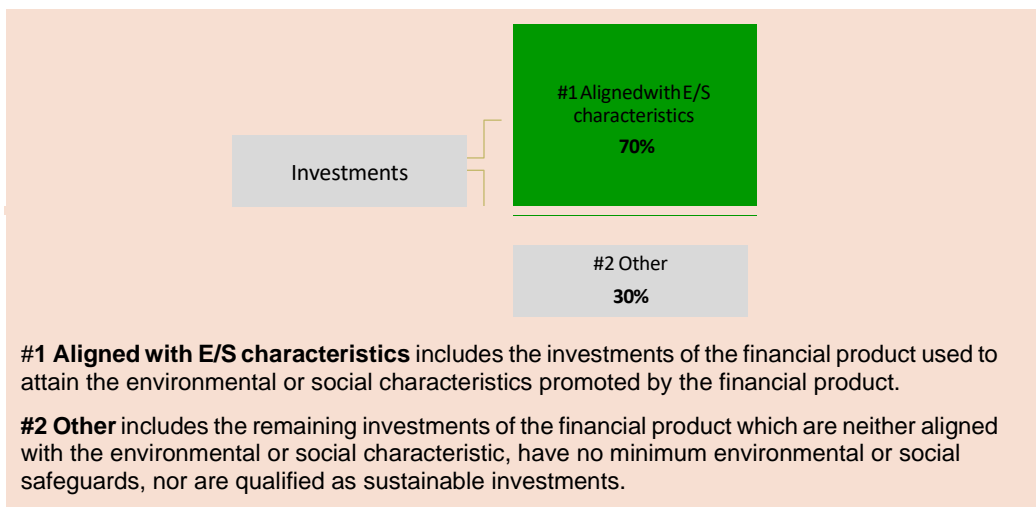 #1 Aligned with E/S
characteristics
70%
Investments
#2 Other
30%
#1 Aligned with E/S characteristics includes the investments of the financial product used to
attain the environmental or social characteristics promoted by the financial product.
#2 Other includes the remaining investments of the financial product which are neither aligned
with the environmental or social characteristic, have no minimum environmental or social
safeguards, nor are qualified as sustainable investments.